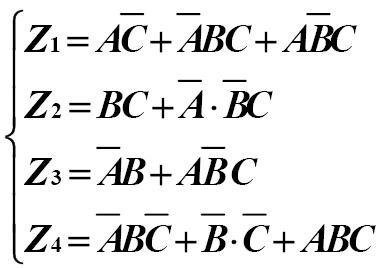 Z₁ = AC̅ + A̅BC + AB̅C
Z₂ = BC + A̅·B̅C
Z₃ = A̅B + AB̅C
Z₄ = A̅BC̅ + B̅·C̅ + ABC